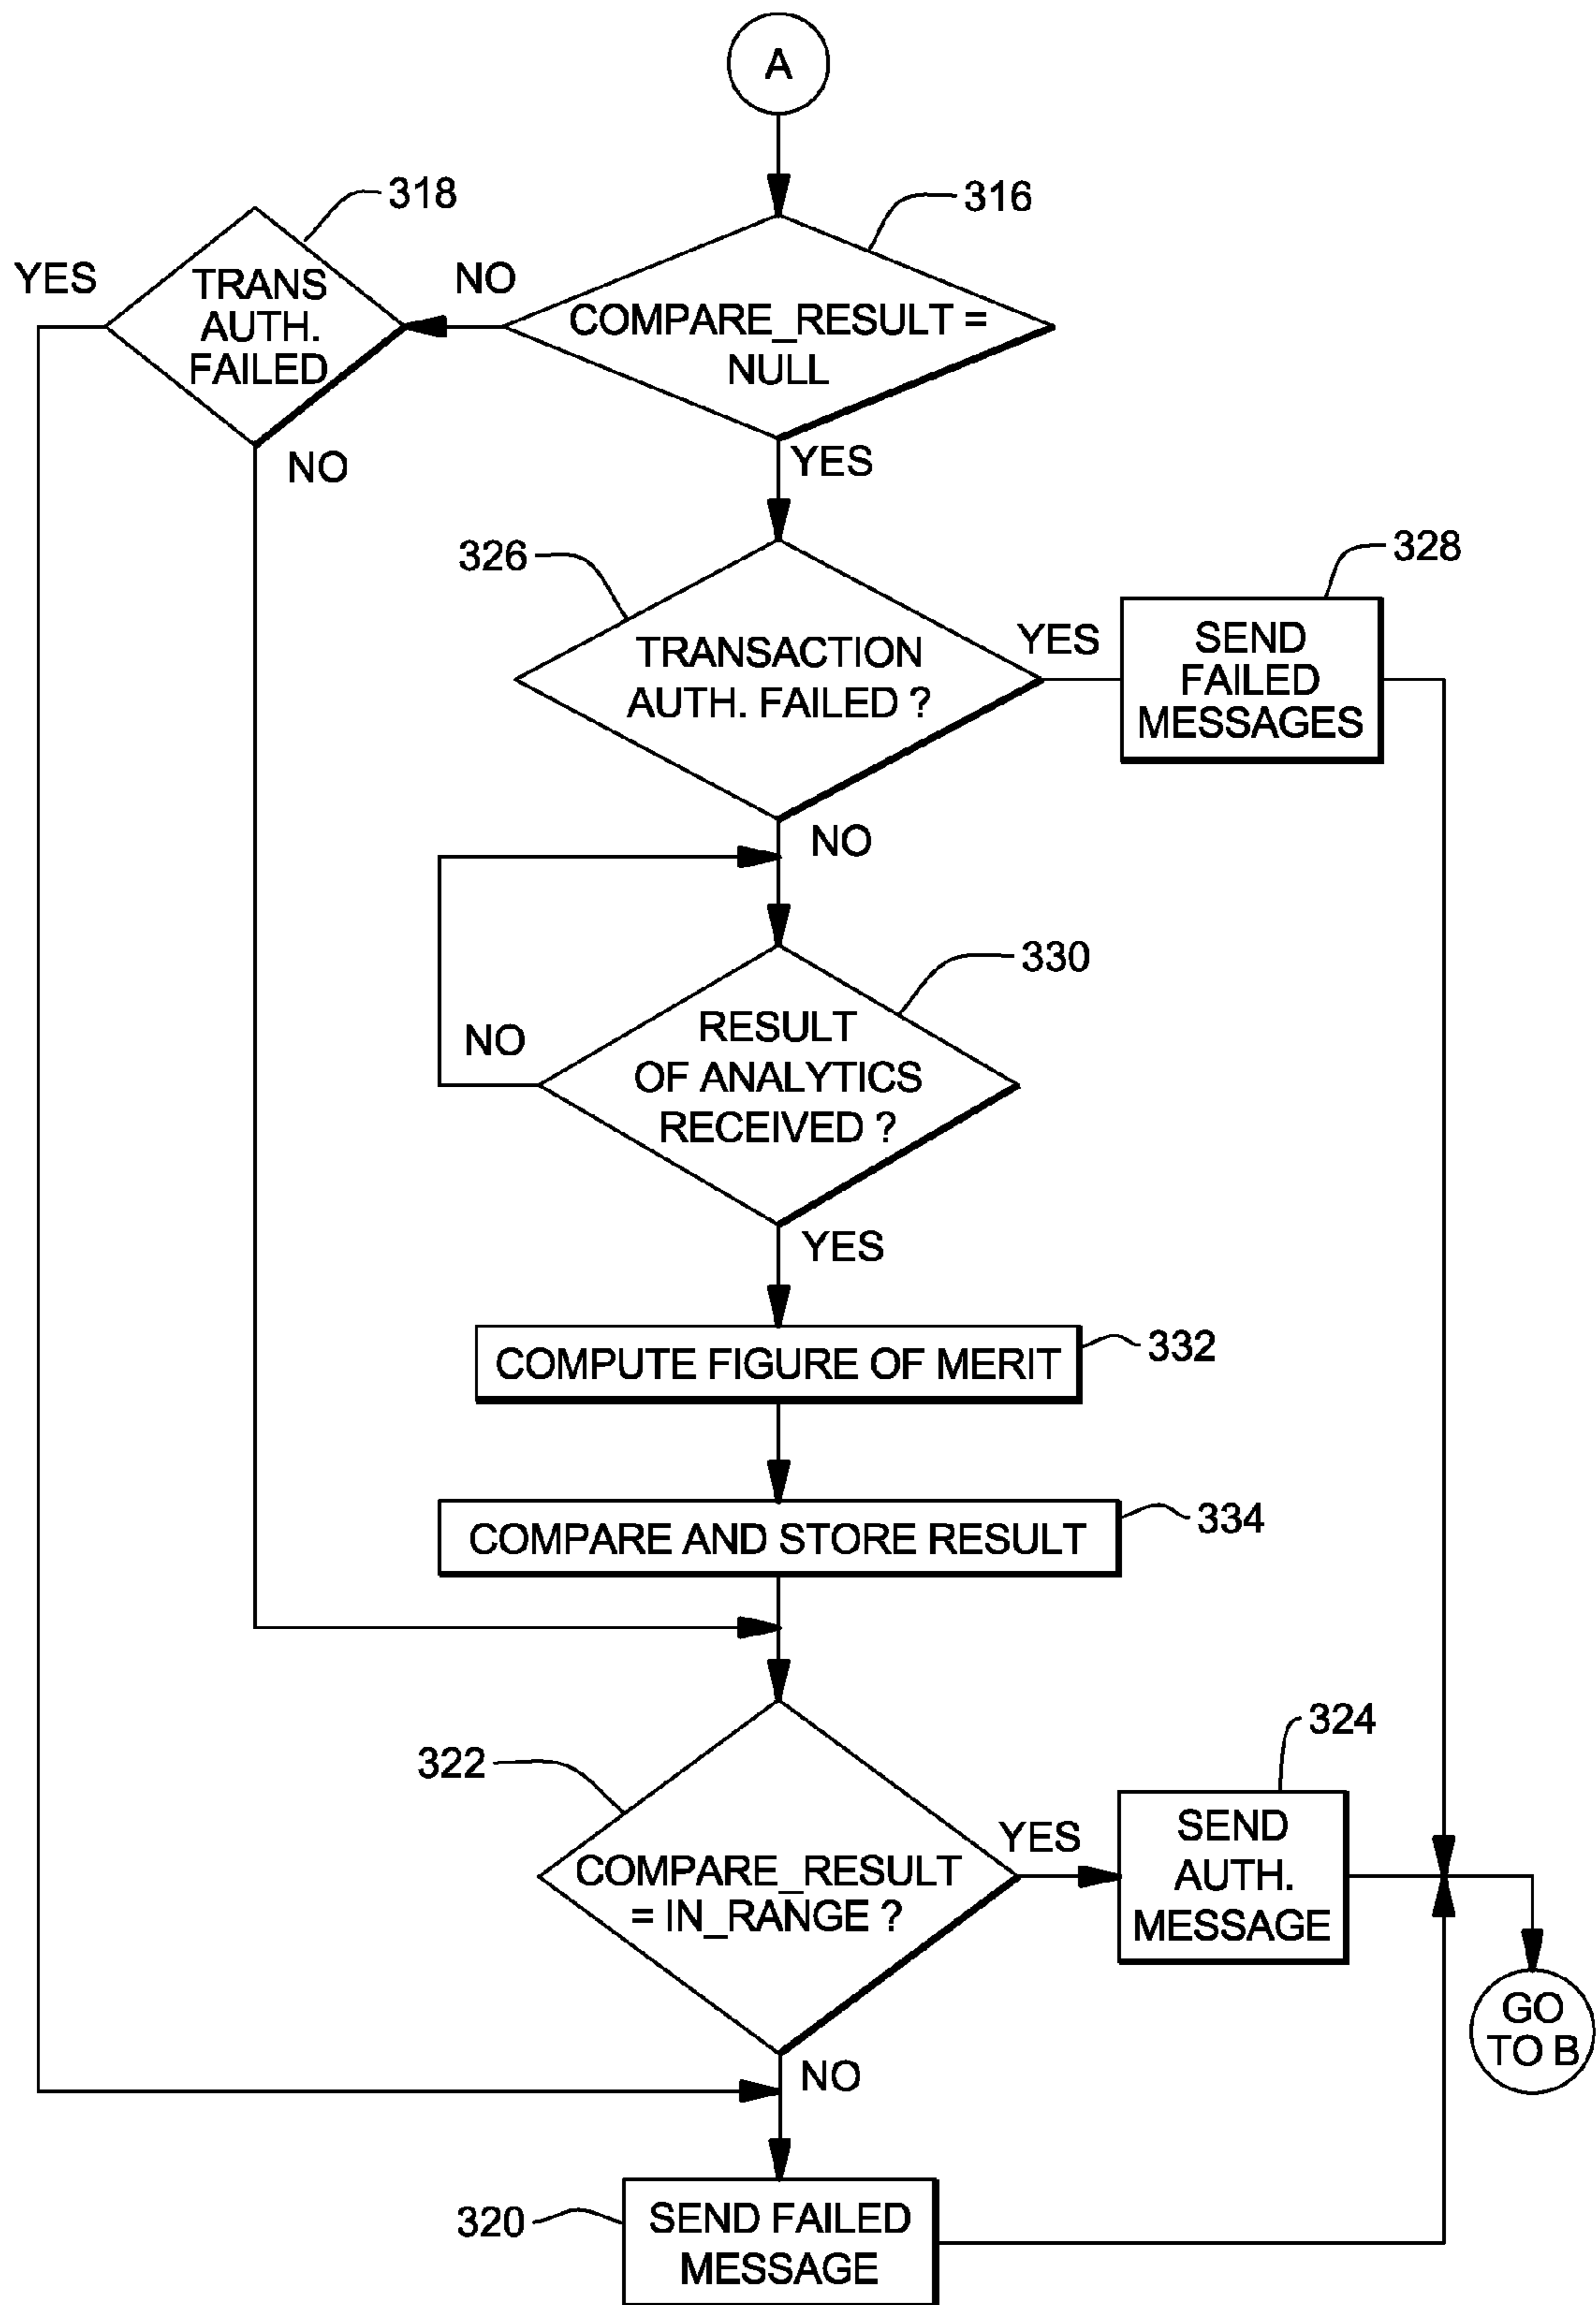 A
318
316
YES
TRANS
AUTH.
FAILED
NO
COMPARE_RESULT =
NULL
NO
YES
326
328
TRANSACTION
AUTH. FAILED ?
YES
SEND
FAILED
MESSAGES
NO
330
RESULT
OF ANALYTICS
RECEIVED ?
NO
YES
COMPUTE FIGURE OF MERIT
332
COMPARE AND STORE RESULT
334
322
324
COMPARE_RESULT
= IN_RANGE ?
YES
SEND
AUTH.
MESSAGE
GO
TO B
NO
320
SEND FAILED
MESSAGE